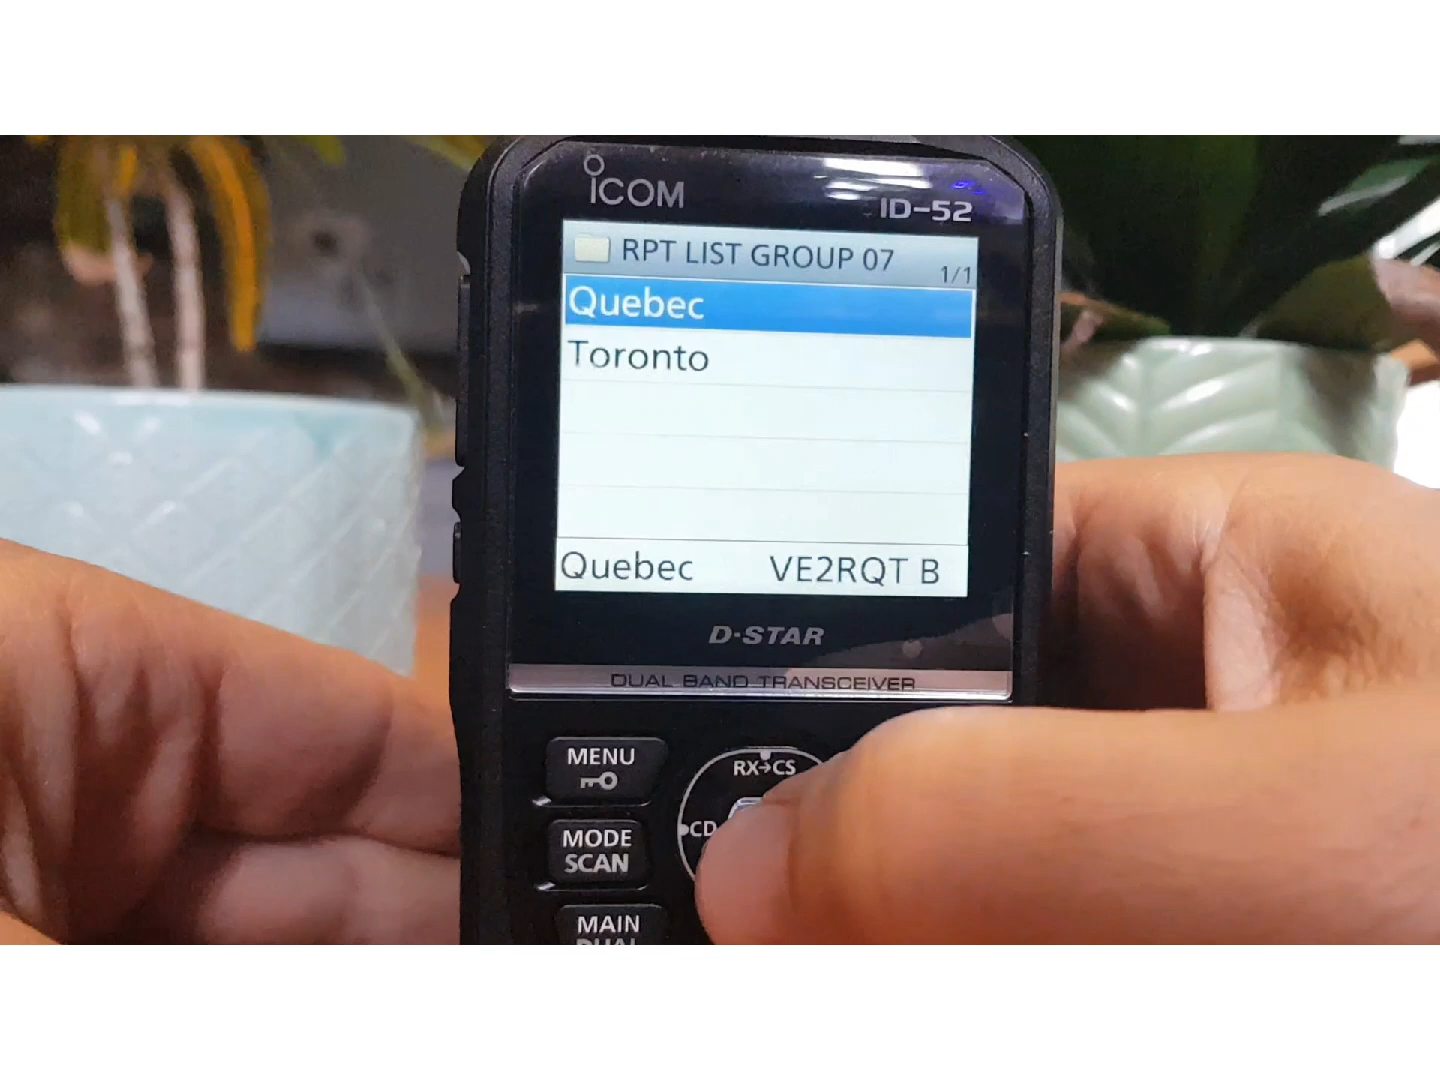 ICOM
ID-52
RPT LIST GROUP 07
1/1
Quebec
Toronto
Quebec VE2RQT B
D-STAR
DUAL BAND TRANSCEIVER
MENU
RX→CS
CD
MODE
SCAN
MAIN
DUAL